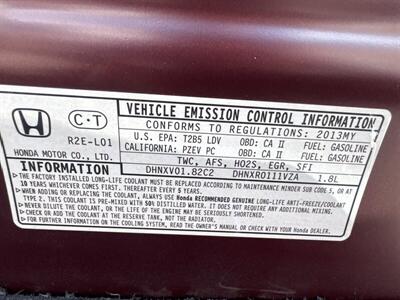 VEHICLE EMISSION CONTROL INFORMATION
C T
R2E-L01
HONDA MOTOR CO., LTD.
CONFORMS TO REGULATIONS: 2013MY
U.S. EPA: T2B5 LDV OBD: CA II FUEL: GASOLINE
CALIFORNIA: PZEV PC OBD: CA II FUEL: GASOLINE
TWC, AFS, HO2S, EGR, SFI
INFORMATION
DHNXV01.82C2 DHNXR0111VZA 1.8L
THE FACTORY INSTALLED LONG-LIFE COOLANT MUST BE REPLACED ACCORDING TO MAINTENANCE MINDER SUB CODE 5, OR AT
10 YEARS WHICHEVER COMES FIRST, THEREAFTER EVERY 5 YEARS.
WHEN ADDING OR REPLACING THE COOLANT, ALWAYS USE Honda RECOMMENDED GENUINE LONG-LIFE ANTI-FREEZE/COOLANT
TYPE 2. THIS COOLANT IS PRE-MIXED WITH 50% DISTILLED WATER. IT DOES NOT REQUIRE ANY ADDITIONAL MIXING.
NEVER DILUTE THE COOLANT, OR THE LIFE OF THE ENGINE MAY BE SERIOUSLY IMPACTED.
CHECK AND ADD COOLANT AT THE RESERVE TANK, NOT THE RADIATOR.
FOR FURTHER INFORMATION ON THE COOLING SYSTEM, READ THE OWNER'S MANUAL OR CHECK WITH YOUR Honda DEALER.